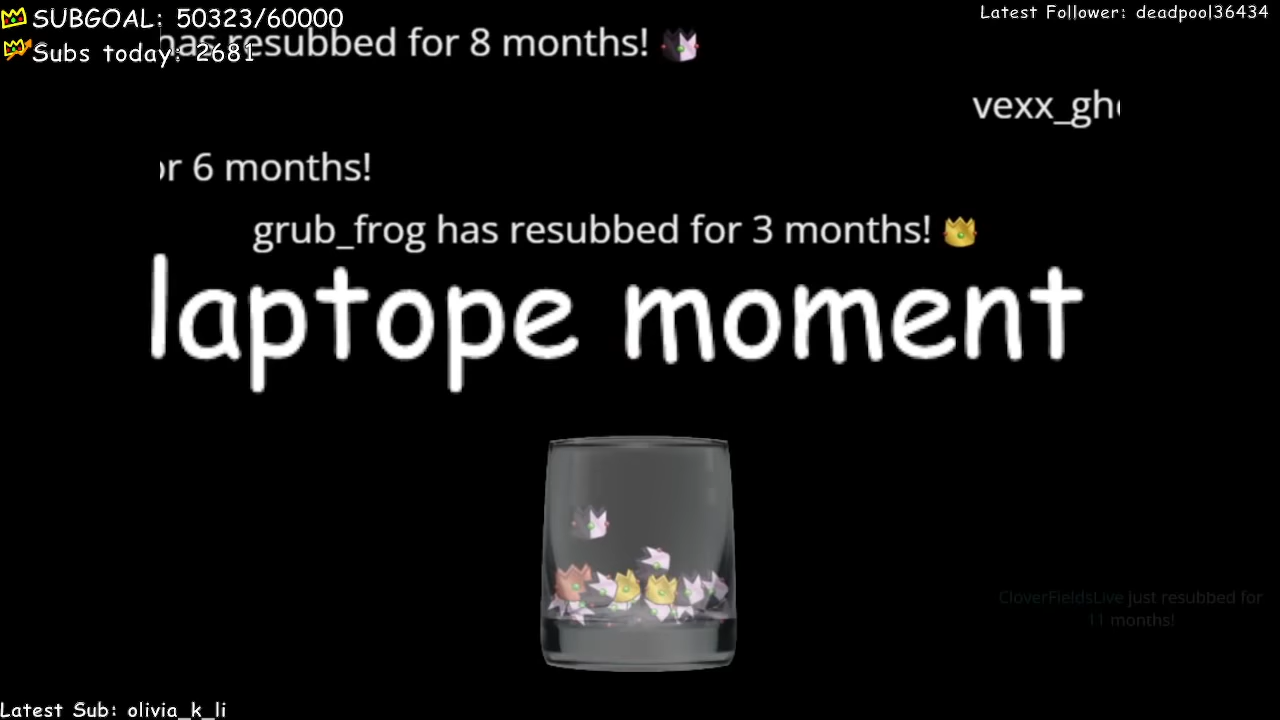 SUBGOAL: 50323/60000
Latest Follower: deadpool36434
has resubbed for 8 months!
Subs today: 2681
vexx_gh
or 6 months!
grub_frog has resubbed for 3 months!
laptope moment
CloverFieldsLive just resubbed for
11 months!
Latest Sub: olivia_k_li